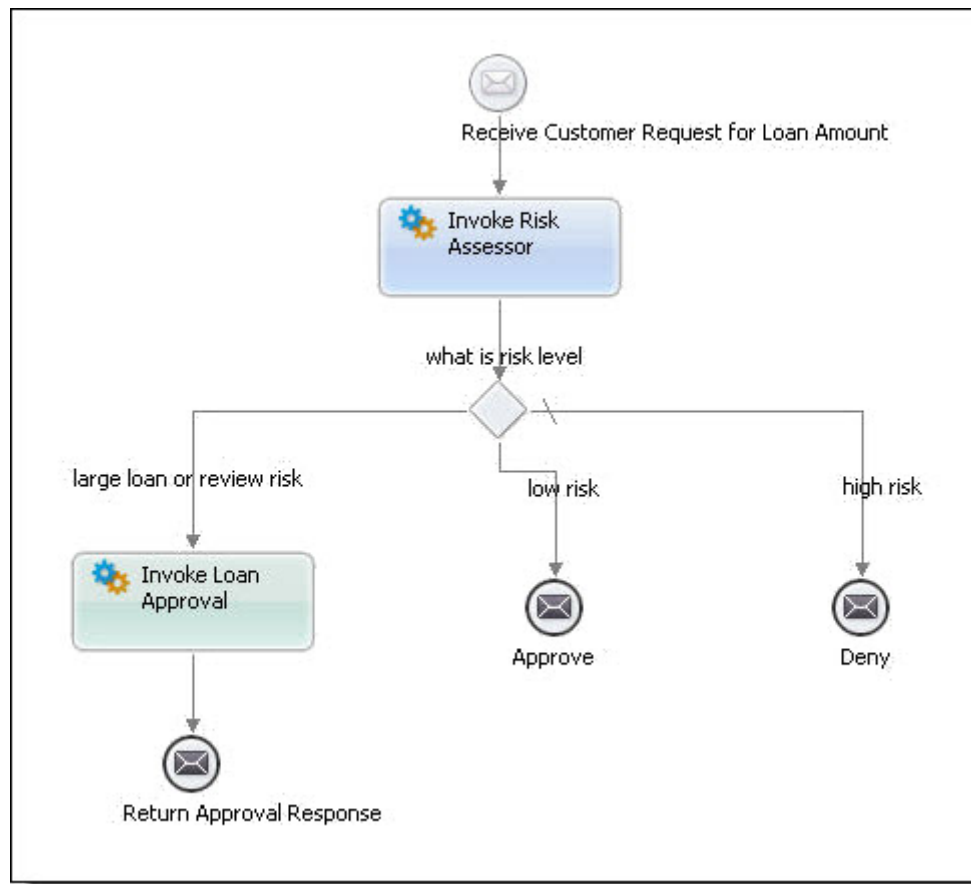 Receive Customer Request for Loan Amount
Invoke Risk
Assessor
what is risk level
large loan or review risk
low risk
high risk
Invoke Loan
Approval
Approve
Deny
Return Approval Response